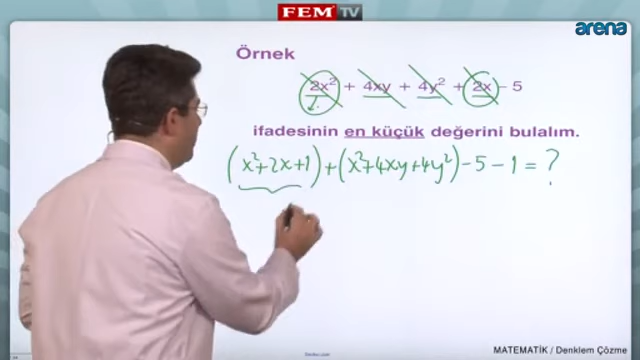 FEM TV
arena
Örnek
2x² + 4xy + 4y² + 2x - 5
ifadesinin en küçük değerini bulalım.
(x²+2x+1)+(x²+4xy+4y²)-5-1=?
MATEMATİK / Denklem Çözme